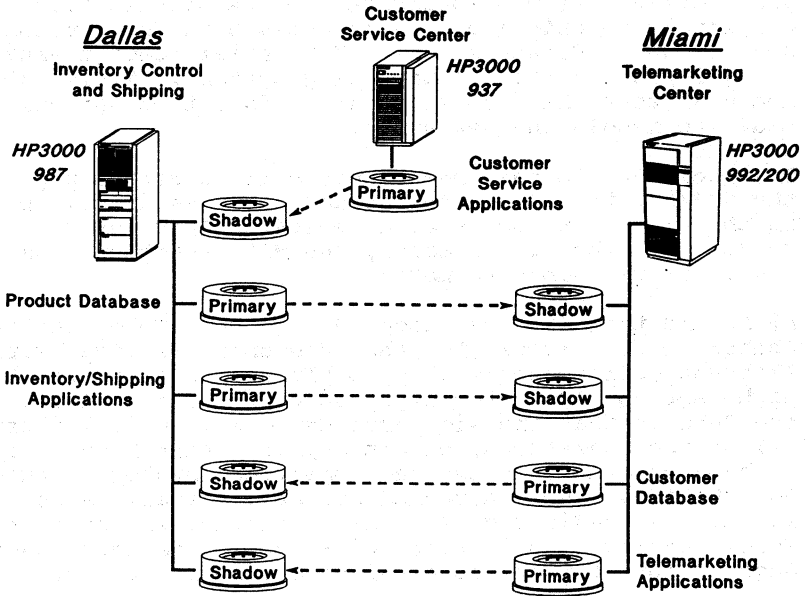 Customer
Service Center
Dallas
Inventory Control
and Shipping
HP3000
937
Miami
Telemarketing
Center
HP3000
987
HP3000
992/200
Customer
Service
Applications
Primary
Shadow
Product Database
Primary
Shadow
Inventory/Shipping
Applications
Primary
Shadow
Shadow
Primary
Customer
Database
Shadow
Primary
Telemarketing
Applications